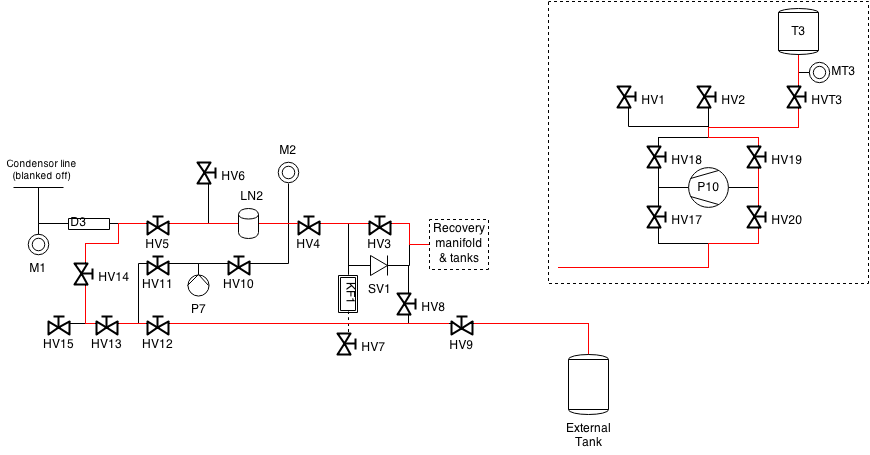 T3
MT3
HV1
HV2
HVT3
M2
Condensor line
(blanked off)
HV6
HV18
HV19
LN2
P10
D3
HV17
HV20
Recovery
manifold
& tanks
HV5
HV4
HV3
M1
HV14
HV11
HV10
SV1
KF1
P7
HV8
HV15
HV13
HV12
HV7
HV9
External
Tank